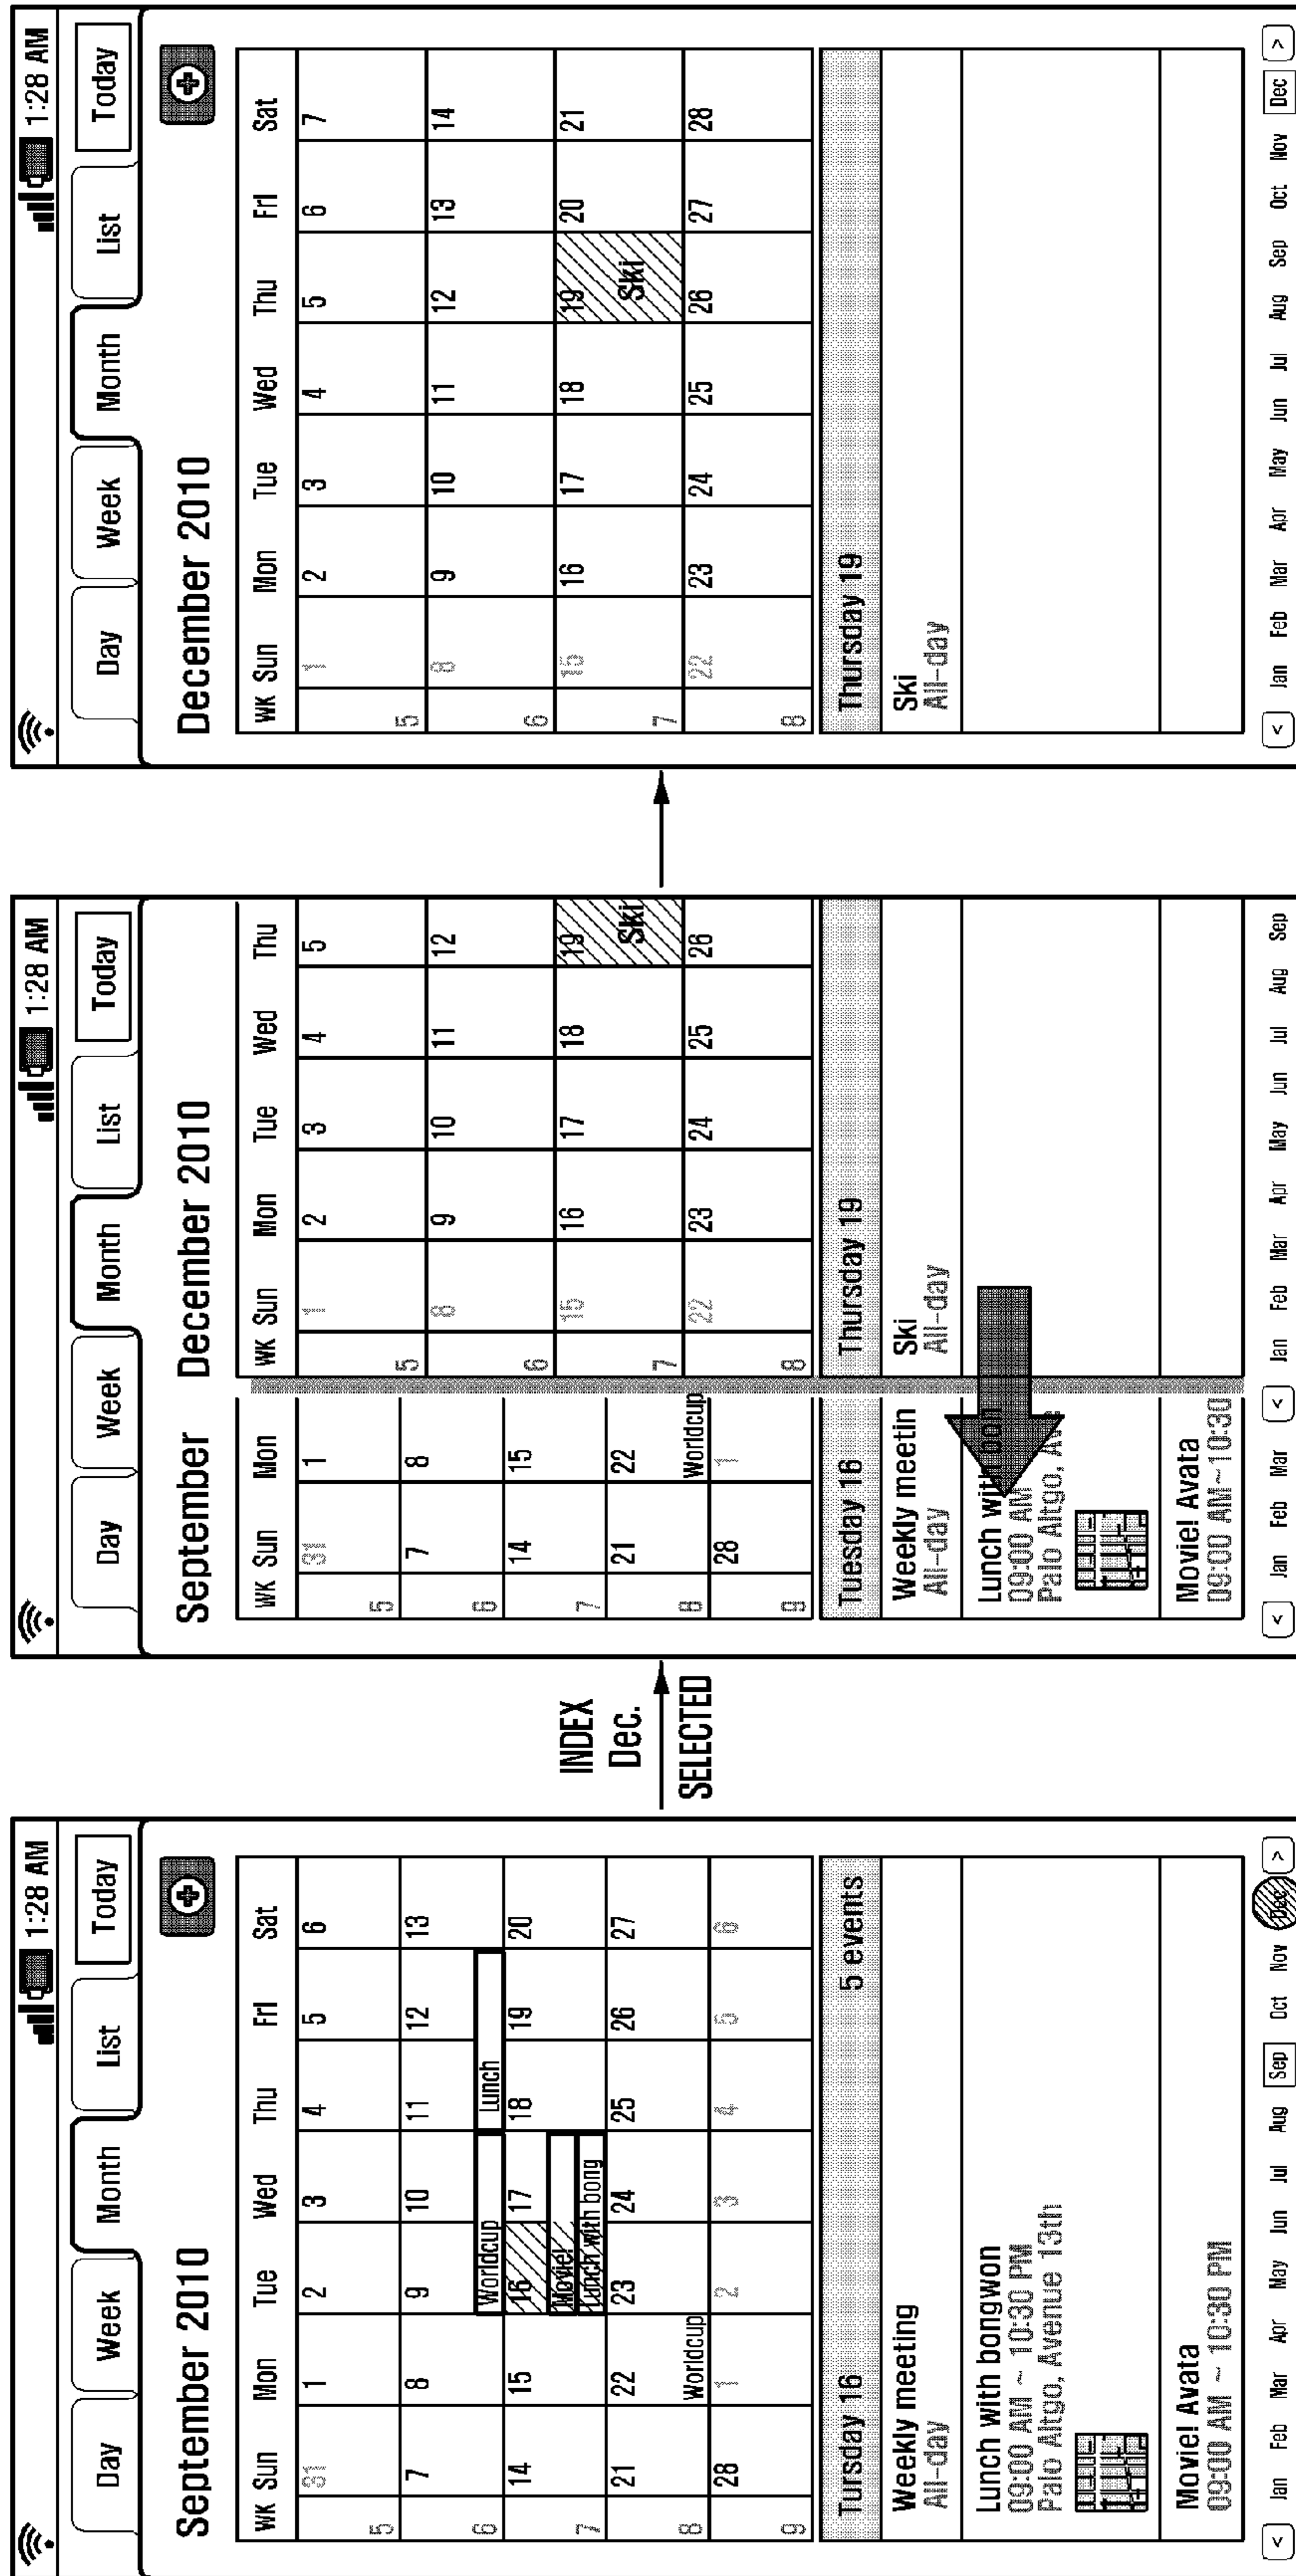 1:28 AM
Day Week Month List Today
September 2010
WK Sun Mon Tue Wed Thu Fri Sat
31 1 2 3 4 5 6
5
7 8 9 10 11 12 13
6 Worldcup Lunch
14 15 16 17 18 19 20
Movie!
7 Lunch with bong
21 22 23 24 25 26 27
8 Worldcup
28 1 2 3 4 5 6
9
Tursday 16 5 events
Weekly meeting
All-day
Lunch with bongwon
09:00 AM ~ 10:30 PM
Palo Altgo, Avenue 13th
Movie! Avata
09:00 AM ~ 10:30 PM
< Jan Feb Mar Apr May Jun Jul Aug Sep Oct Nov Dec >
INDEX
Dec.
SELECTED
1:28 AM
Day Week Month List Today
September December 2010
WK Sun Mon WK Sun Mon Tue Wed Thu
31 1 1 2 3 4 5
5 5
7 8 8 9 10 11 12
6 6
14 15 15 16 17 18 19
7 7 Ski
21 22 22 23 24 25 26
8 Worldcup 8
28 1
9
Tuesday 16 Thursday 19
Weekly meetin Ski
All-day All-day
Lunch with bon
09:00 AM
Palo Altgo,
Movie! Avata
09:00 AM~10:30
< Jan Feb Mar < Jan Feb Mar Apr May Jun Jul Aug Sep
1:28 AM
Day Week Month List Today
December 2010
WK Sun Mon Tue Wed Thu Fri Sat
1 2 3 4 5 6 7
5
8 9 10 11 12 13 14
6
15 16 17 18 19 20 21
7 Ski
22 23 24 25 26 27 28
8
Thursday 19
Ski
All-day
< Jan Feb Mar Apr May Jun Jul Aug Sep Oct Nov Dec >